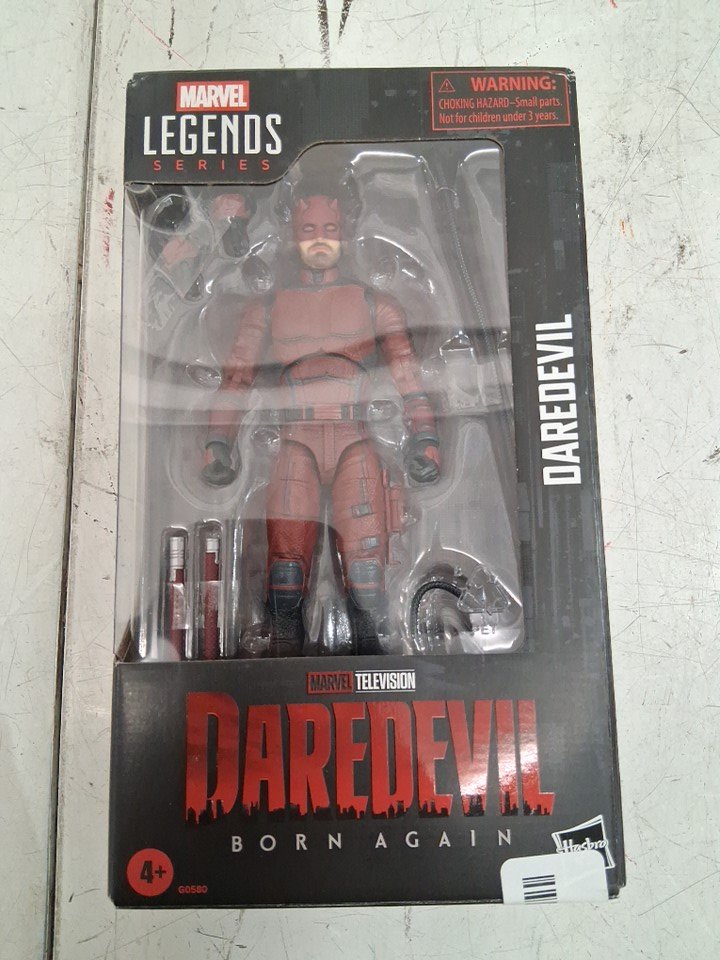 MARVEL
LEGENDS
SERIES
WARNING:
CHOKING HAZARD–Small parts.
Not for children under 3 years.
DAREDEVIL
PET
MARVEL TELEVISION
DAREDEVIL
BORN AGAIN
4+
G0580
Hasbro